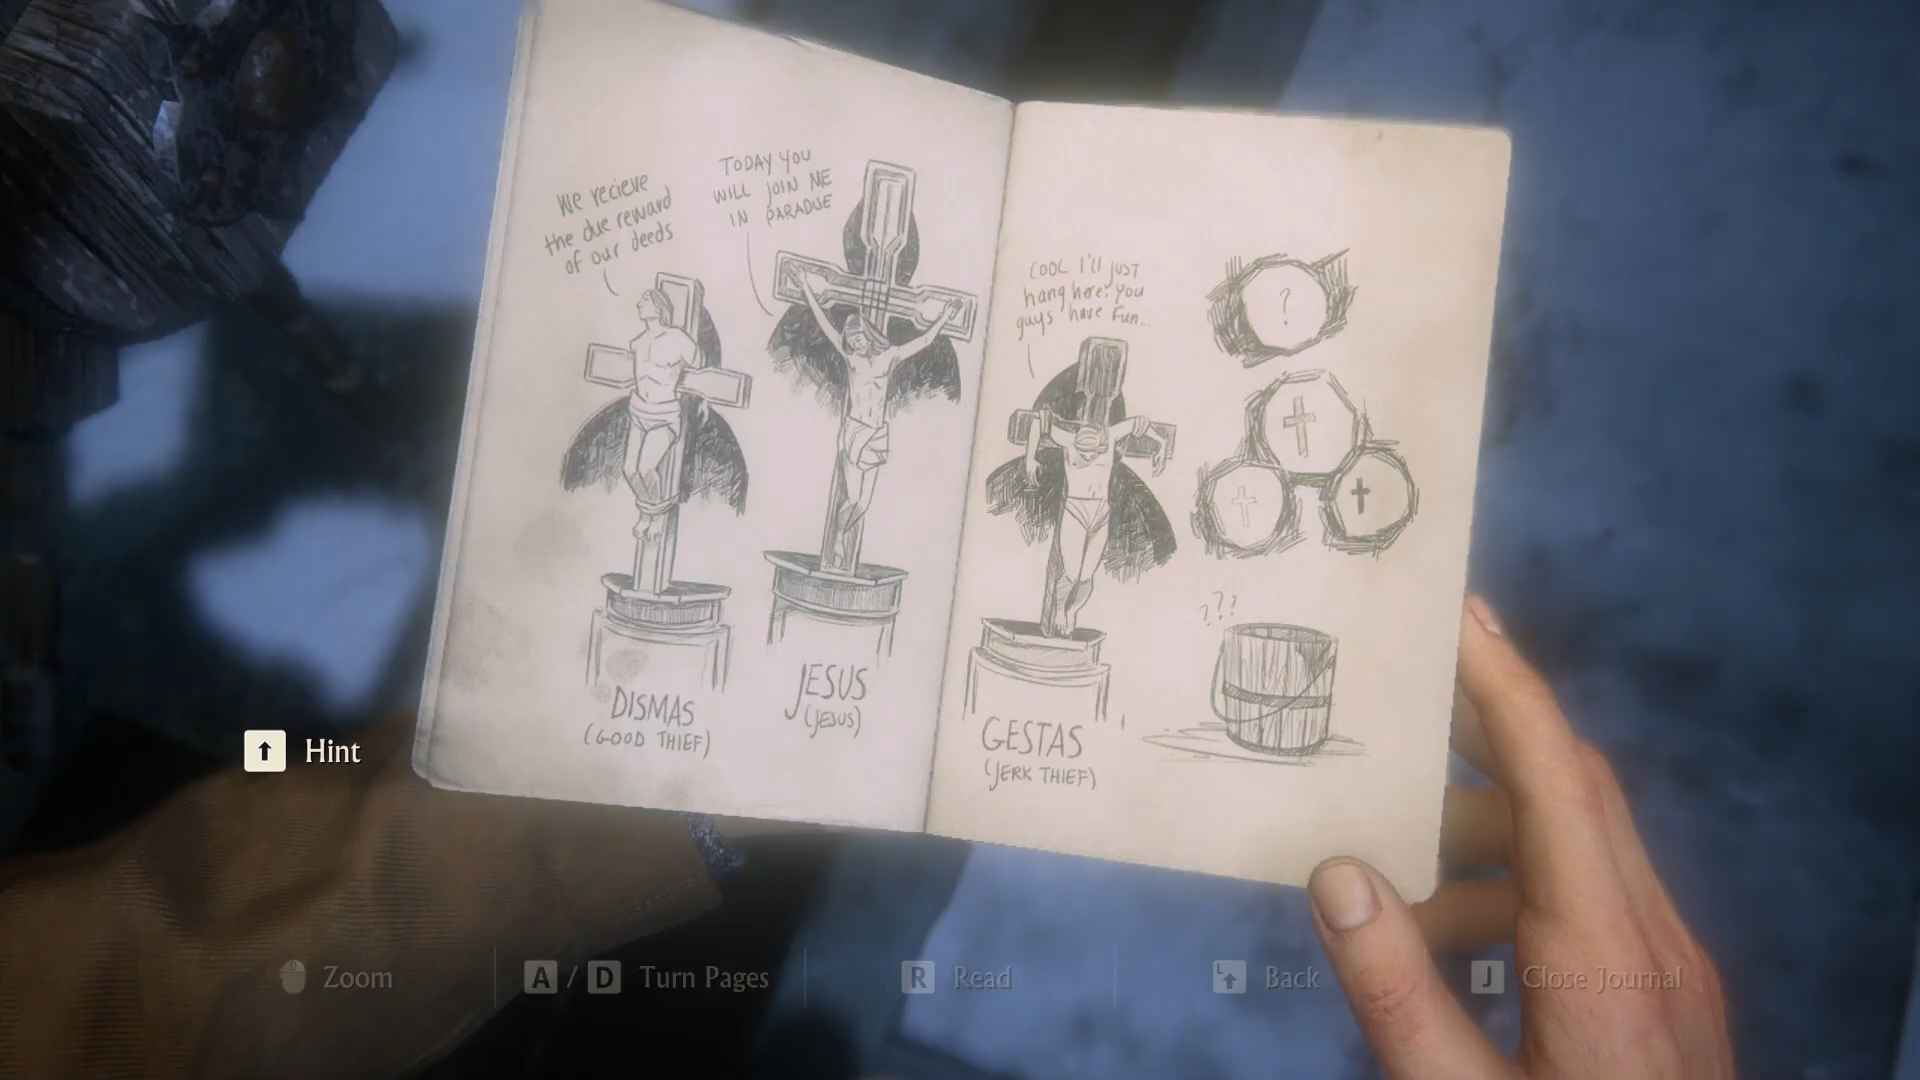 We recieve
the due reward
of our deeds
TODAY YOU
WILL JOIN ME
IN PARADISE
COOL I'll JUST
hang here. you
guys have fun...
?
???
DISMAS
(GOOD THIEF)
JESUS
(JESUS)
GESTAS
(JERK THIEF)
Hint
Zoom
A / D Turn Pages
R Read
Back
J Close Journal